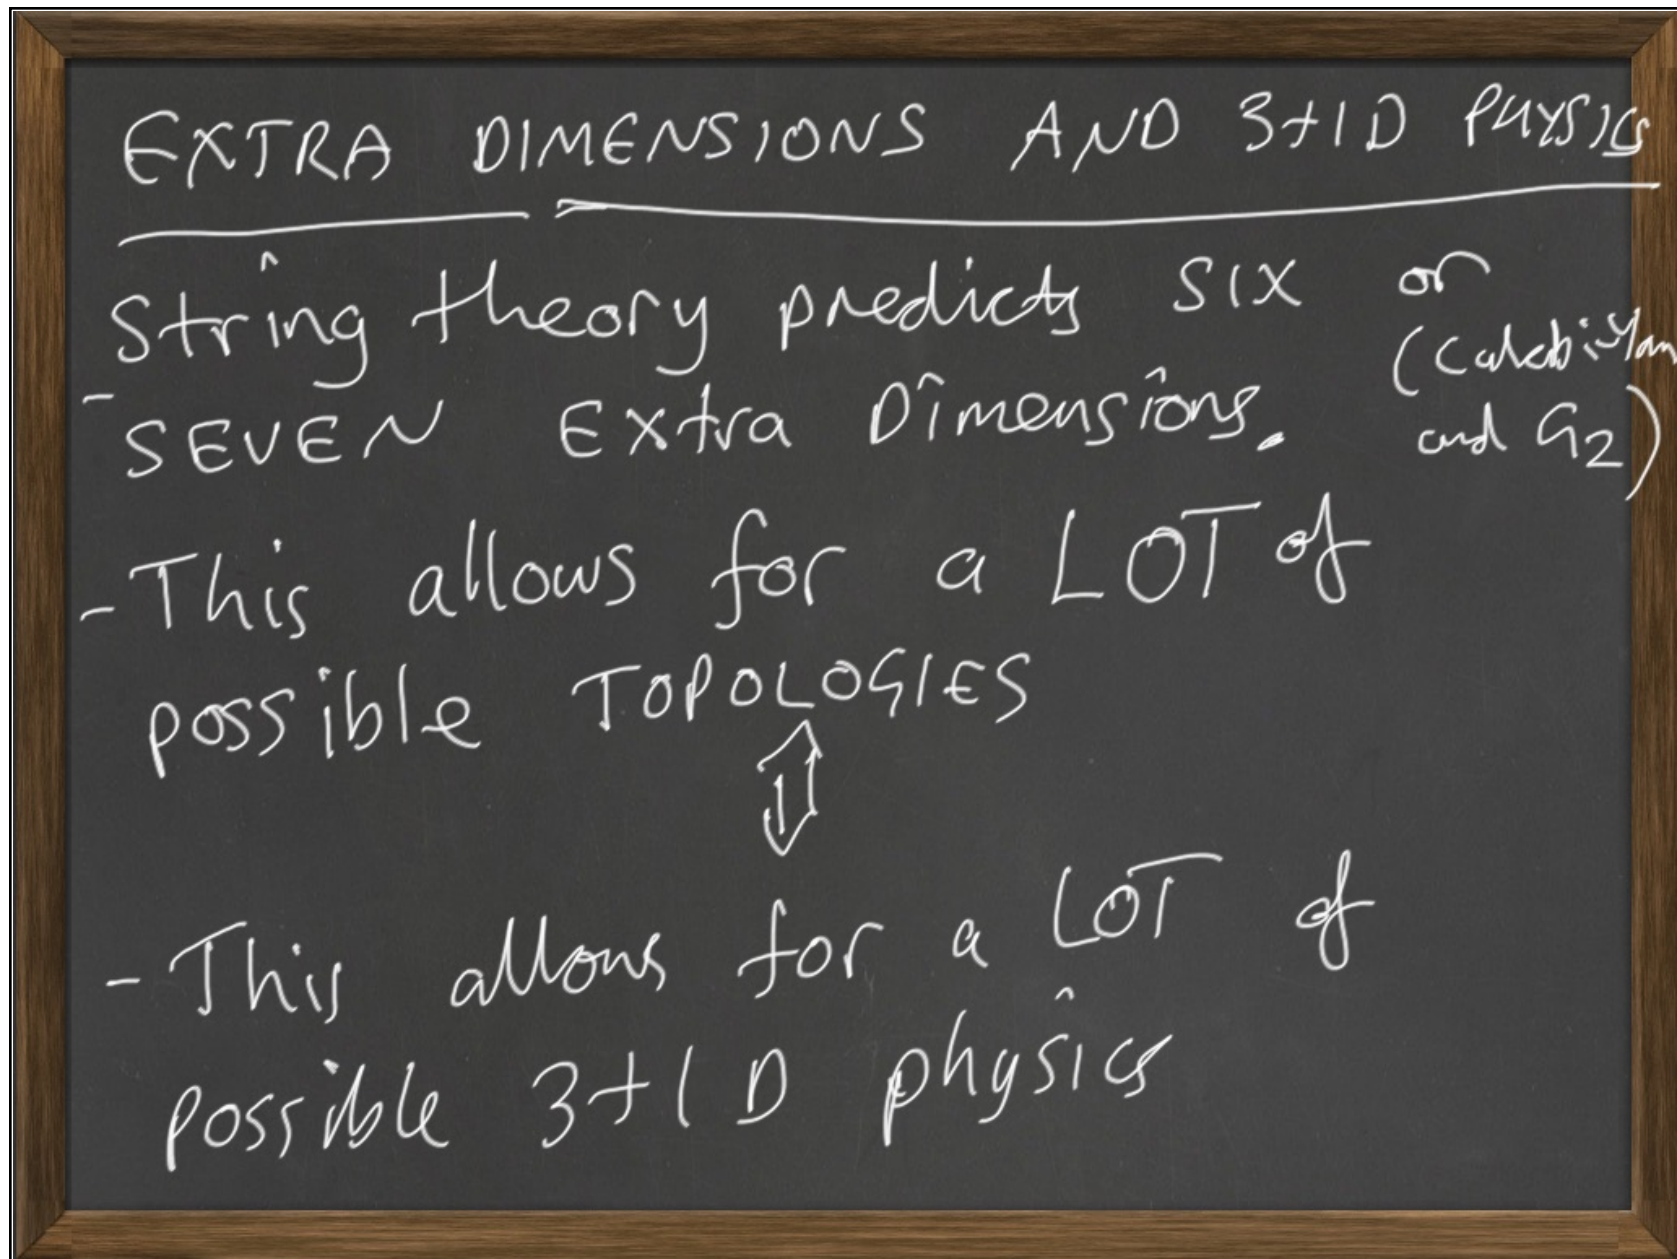 EXTRA DIMENSIONS AND 3+1D PHYSICS
String theory predicts SIX or
(Calabi-Yau
- SEVEN Extra Dimensions.
and G2)
- This allows for a LOT of
possible TOPOLOGIES
- This allows for a LOT of
possible 3+1D physics